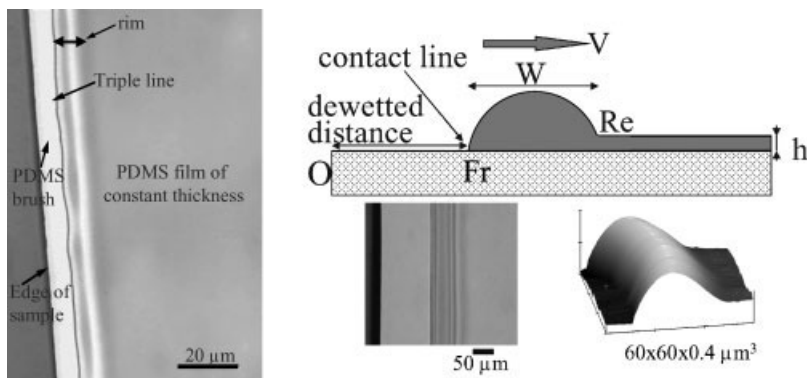 rim
Triple line
PDMS
brush
PDMS film of
constant thickness
Edge of
sample
20 µm
V
contact line
W
dewetted
distance
Re
h
O
Fr
50 µm
60x60x0.4 µm³